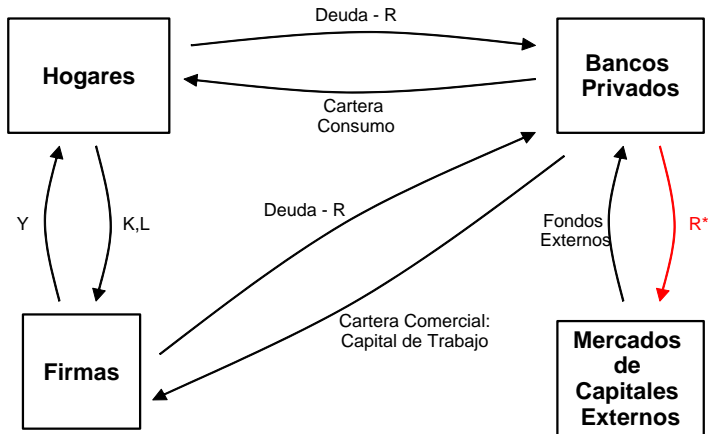 Deuda - R
Hogares
Bancos
Privados
Cartera
Consumo
Y
K,L
Deuda - R
Fondos
Externos
R*
Cartera Comercial:
Capital de Trabajo
Firmas
Mercados
de
Capitales
Externos